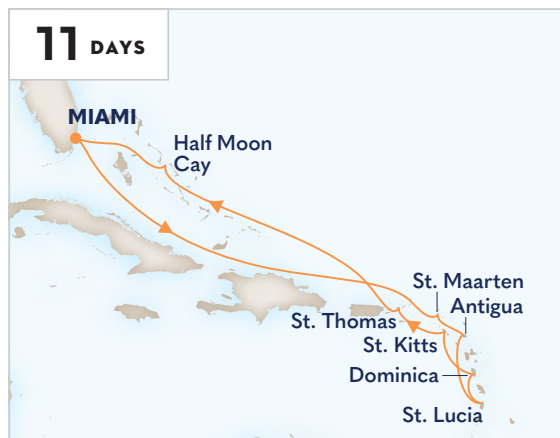 11 DAYS
MIAMI
Half Moon
Cay
St. Maarten
Antigua
St. Thomas
St. Kitts
Dominica
St. Lucia